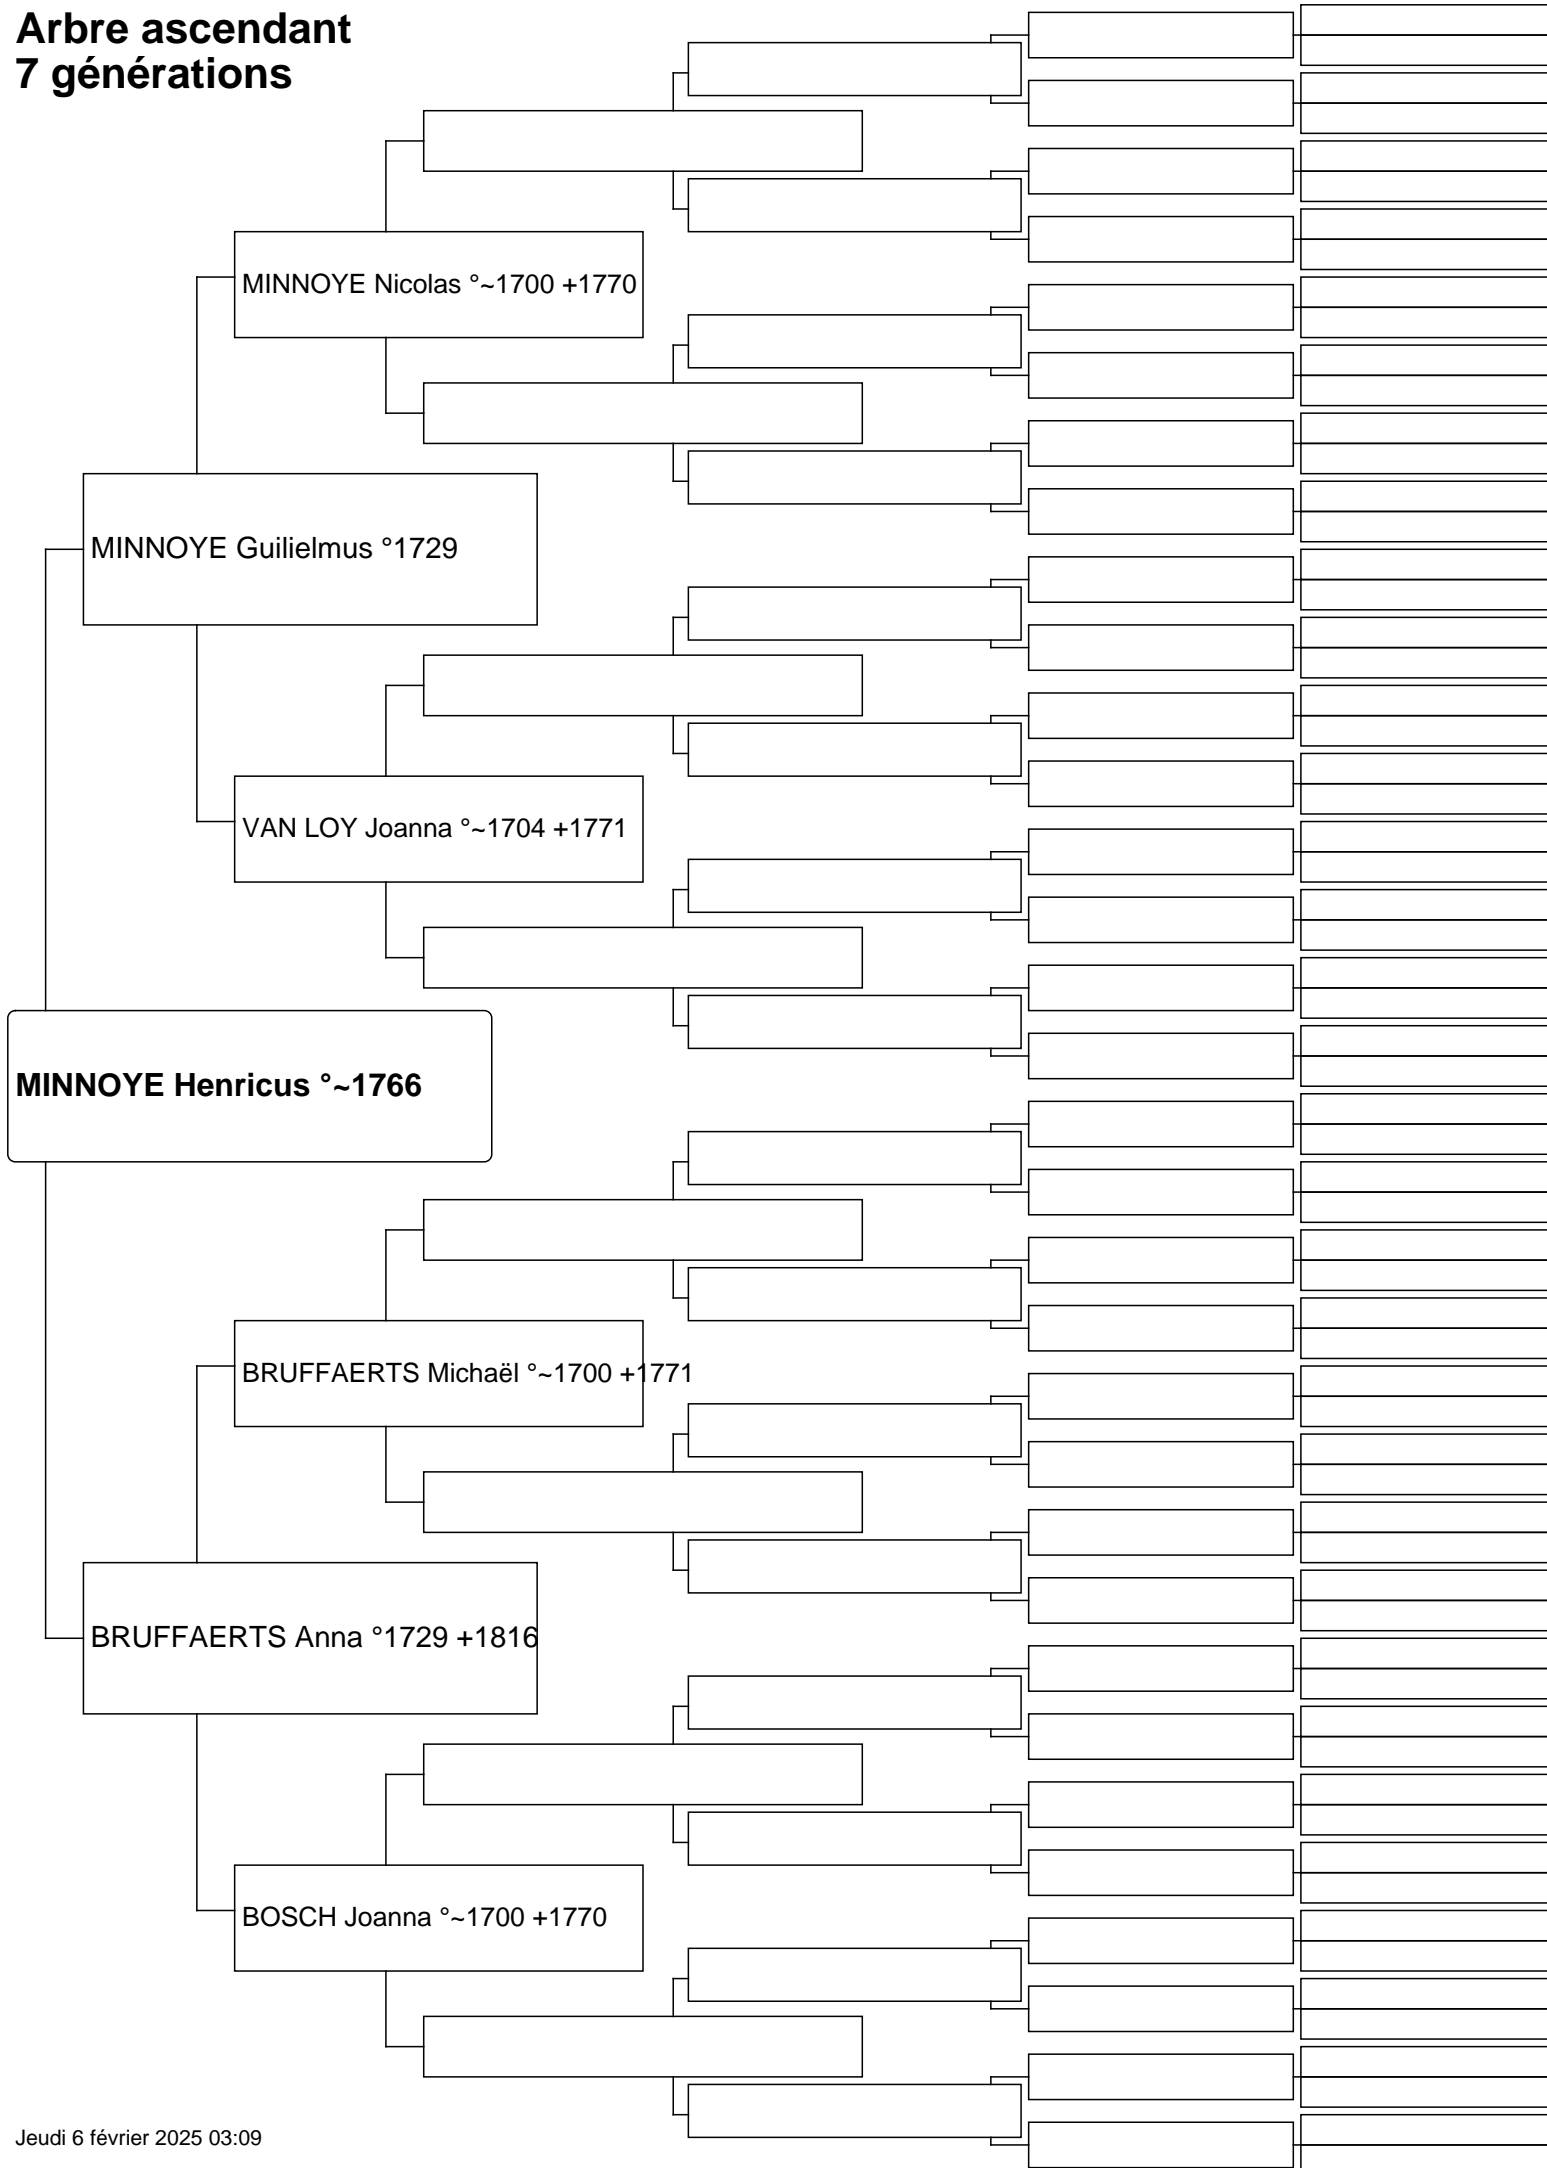 Arbre ascendant
7 générations
MINNOYE Nicolas °~1700 +1770
MINNOYE Guilielmus °1729
VAN LOY Joanna °~1704 +1771
MINNOYE Henricus °~1766
BRUFFAERTS Michaël °~1700 +1771
BRUFFAERTS Anna °1729 +1816
BOSCH Joanna °~1700 +1770
Jeudi 6 février 2025 03:09